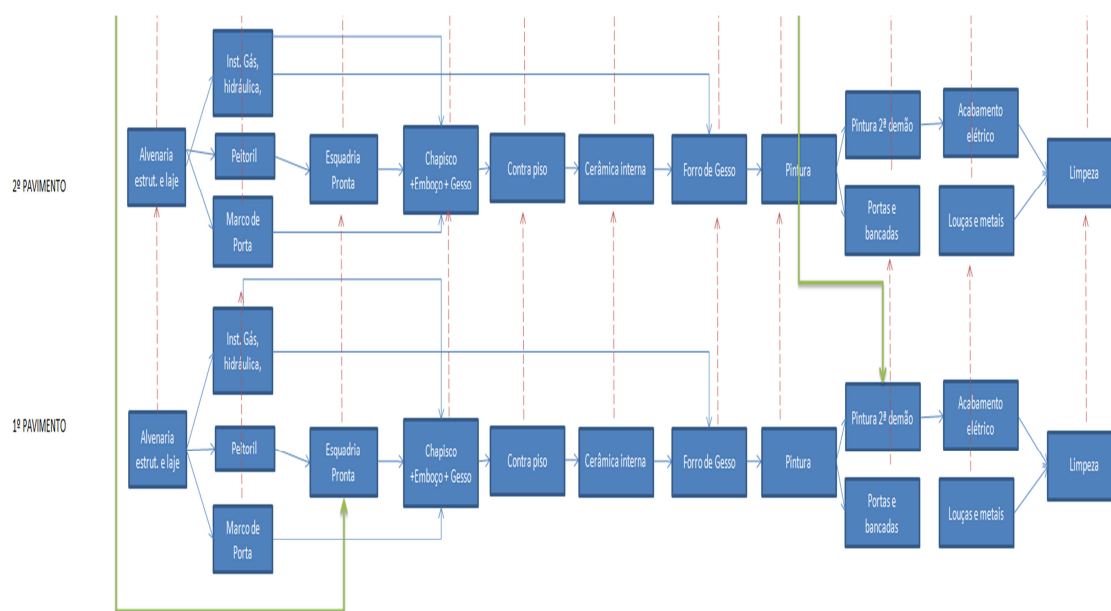 2º PAVIMENTO
Alvenaria
estrut. e laje
Inst. Gás,
hidráulica,
Peitoril
Marco de
Porta
Esquadria
Pronta
Chapisco
+Emboço + Gesso
Contra piso
Cerâmica interna
Forro de Gesso
Pintura
Pintura 2ª demão
Portas e
bancadas
Acabamento
elétrico
Louças e metais
Limpeza
1º PAVIMENTO
Alvenaria
estrut. e laje
Inst. Gás,
hidráulica,
Peitoril
Marco de
Porta
Esquadria
Pronta
Chapisco
+Emboço + Gesso
Contra piso
Cerâmica interna
Forro de Gesso
Pintura
Pintura 2ª demão
Portas e
bancadas
Acabamento
elétrico
Louças e metais
Limpeza